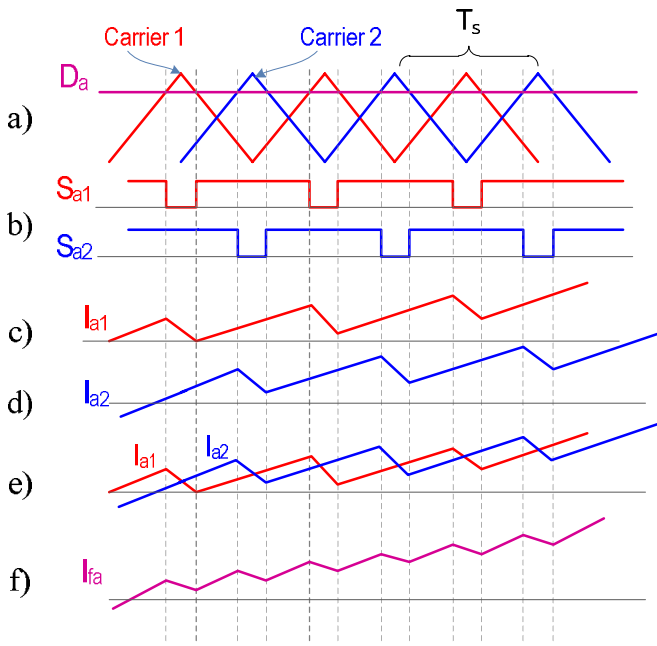 Carrier 1
Carrier 2
Ts
Da
a)
Sa1
b)
Sa2
Ia1
c)
Ia2
d)
Ia1
Ia2
e)
Ifa
f)